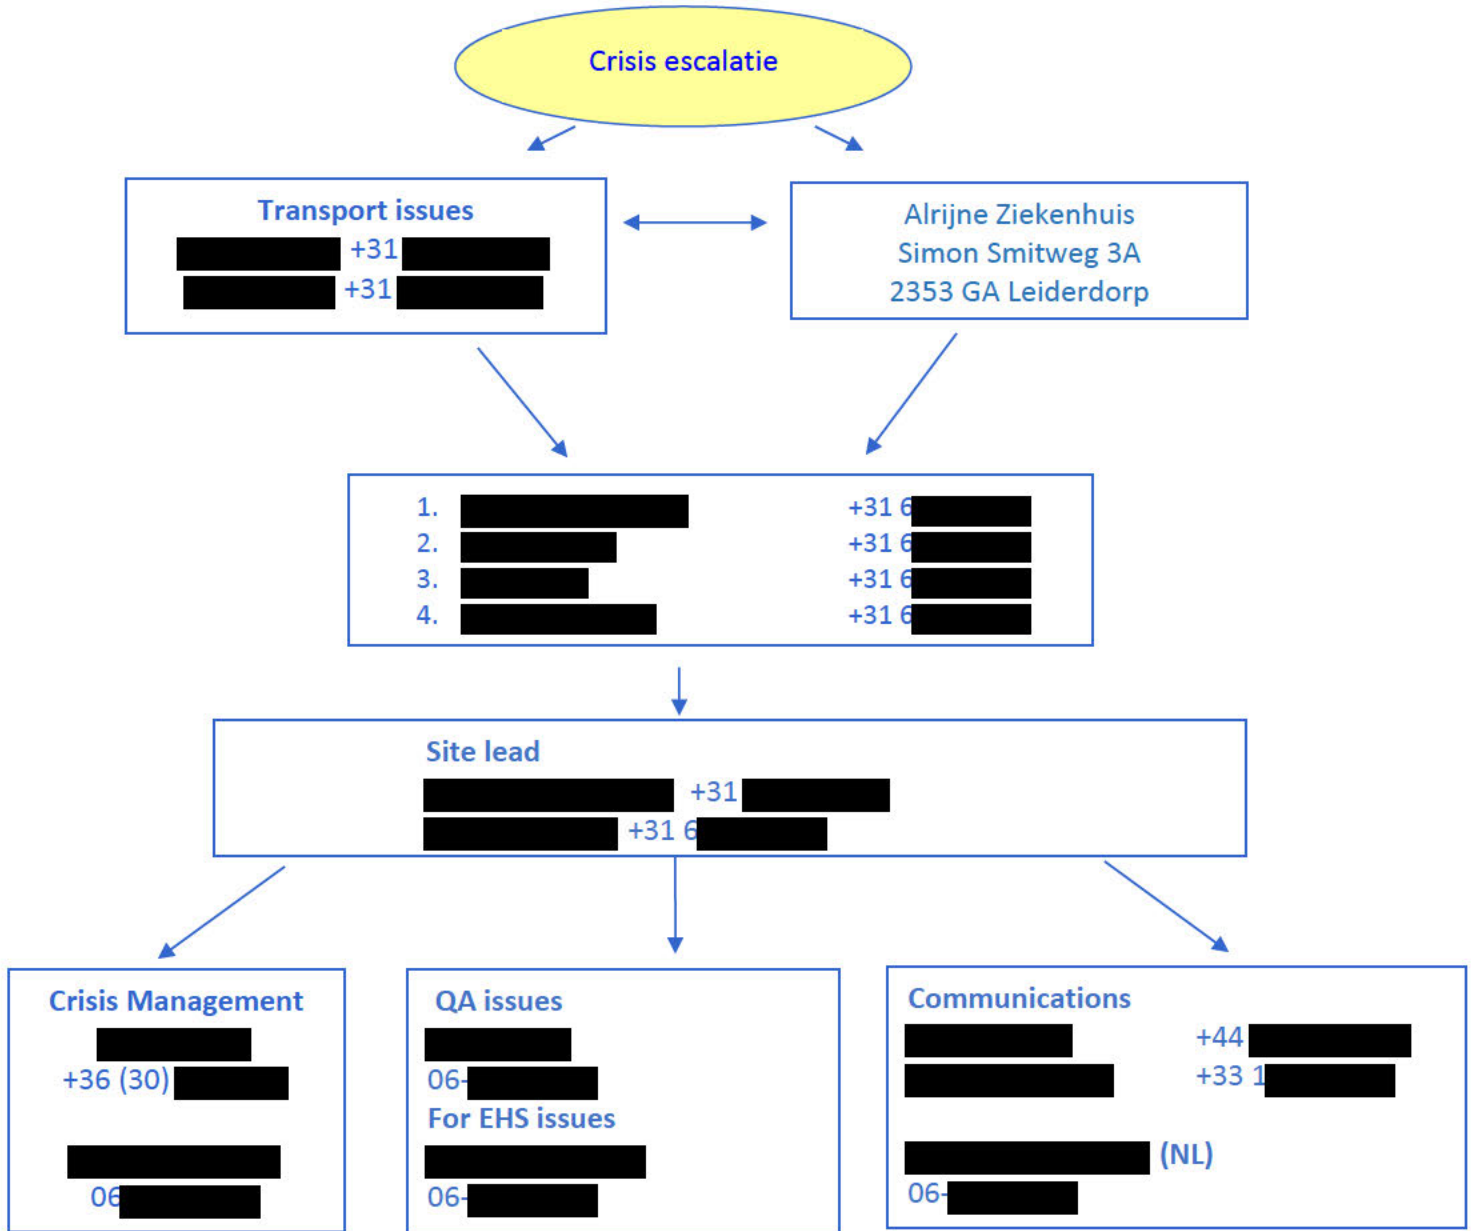 Crisis escalatie
Transport issues
+31
+31
Alrijne Ziekenhuis
Simon Smitweg 3A
2353 GA Leiderdorp
1. +31 6
2. +31 6
3. +31 6
4. +31 6
Site lead
+31
+31 6
Crisis Management
+36 (30)
06
QA issues
06-
For EHS issues
06-
Communications
+44
+33 1
(NL)
06-